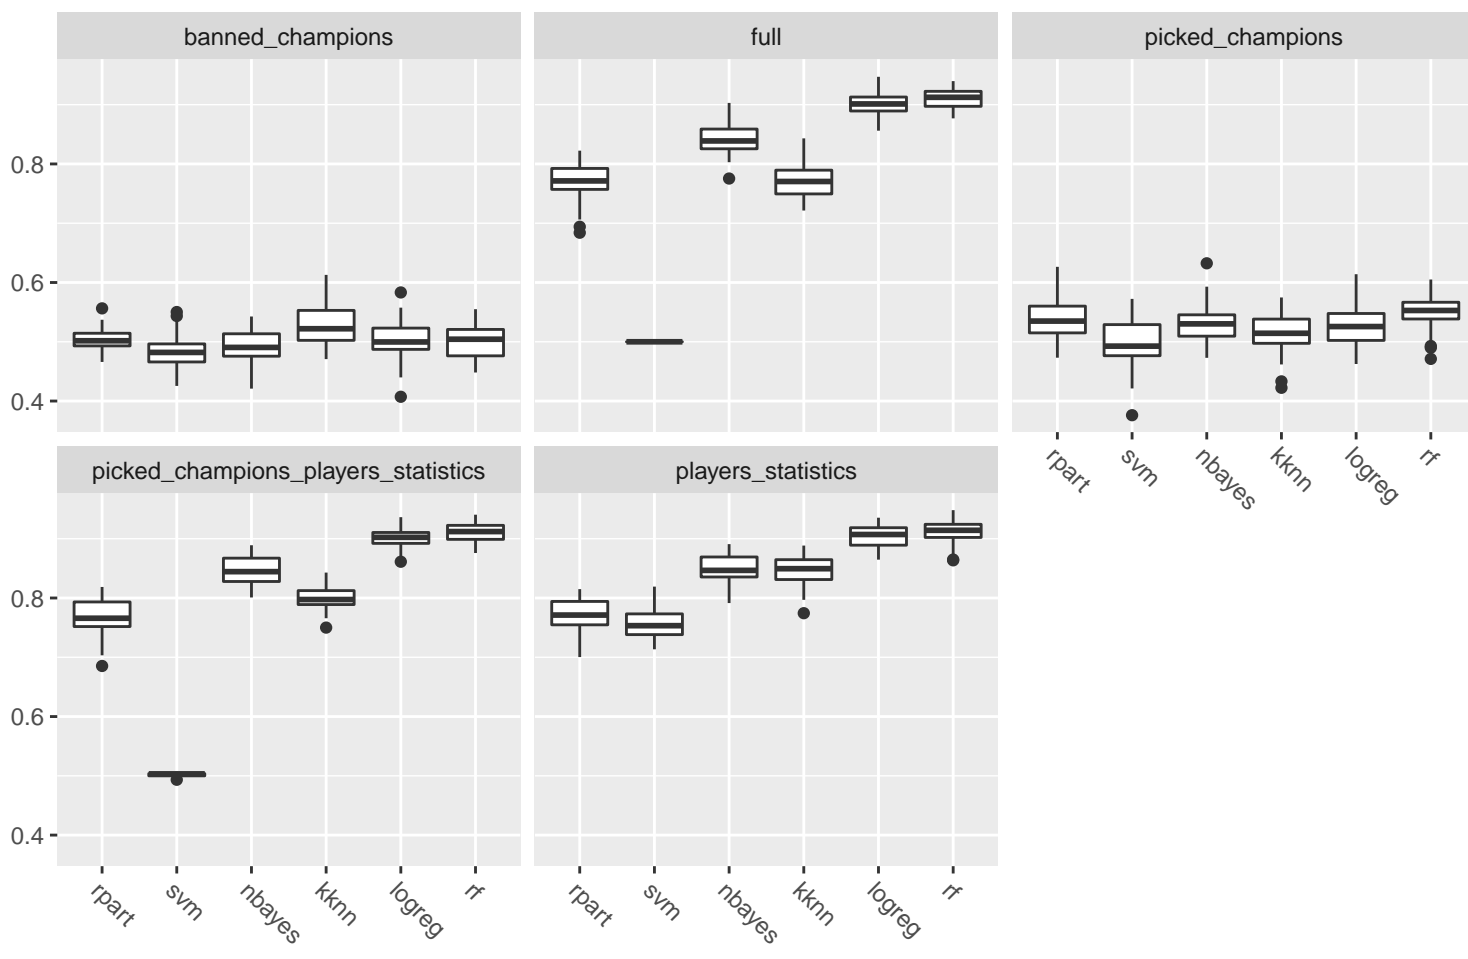 banned_champions
full
picked_champions
0.8
0.6
0.4
rpart
svm
nbayes
kknn
logreg
rf
picked_champions_players_statistics
players_statistics
0.8
0.6
0.4
rpart
svm
nbayes
kknn
logreg
rf
rpart
svm
nbayes
kknn
logreg
rf